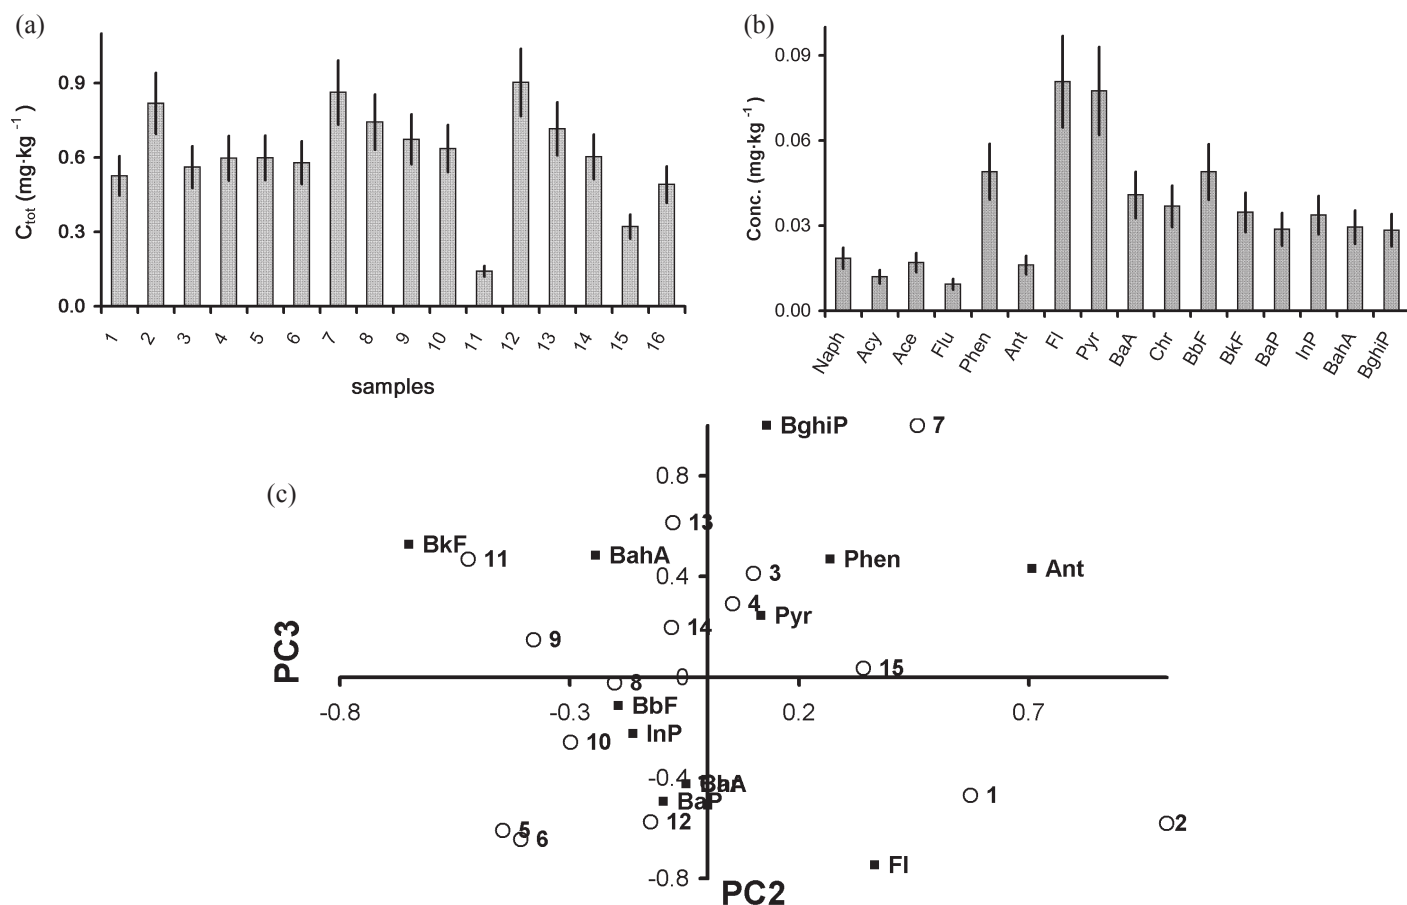 (a)
C_tot (mg·kg⁻¹ )
0.9
0.6
0.3
0.0
1 2 3 4 5 6 7 8 9 10 11 12 13 14 15 16
samples
(b)
Conc. (mg·kg⁻¹ )
0.09
0.06
0.03
0.00
Naph Acy Ace Flu Phen Ant Fl Pyr BaA Chr BbF BkF BaP InP BahA BghiP
(c)
BghiP 7
0.8
13
BkF 11 BahA Phen Ant
0.4 3
4 Pyr
14
9
PC3
15
0
8
-0.8 -0.3 0.2 0.7
BbF
InP
10
-0.4
BaP
1
12 2
5
6
Fl
-0.8
PC2